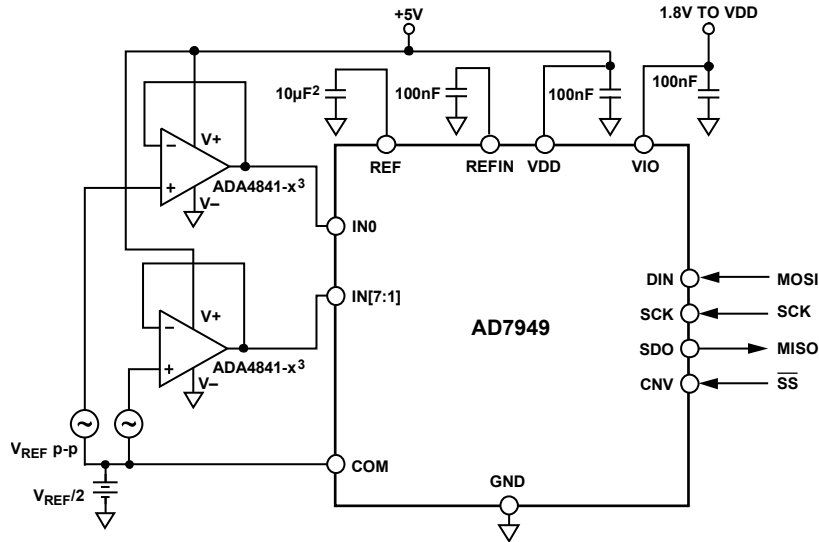 +5V
1.8V TO VDD
10µF²
100nF
100nF
100nF
V+
REF
REFIN
VDD
VIO
−
+
ADA4841-x³
V−
IN0
DIN
MOSI
IN[7:1]
V+
SCK
SCK
AD7949
−
SDO
MISO
+
ADA4841-x³
V−
CNV
S̅S̅
~
~
VREF p-p
COM
GND
VREF/2